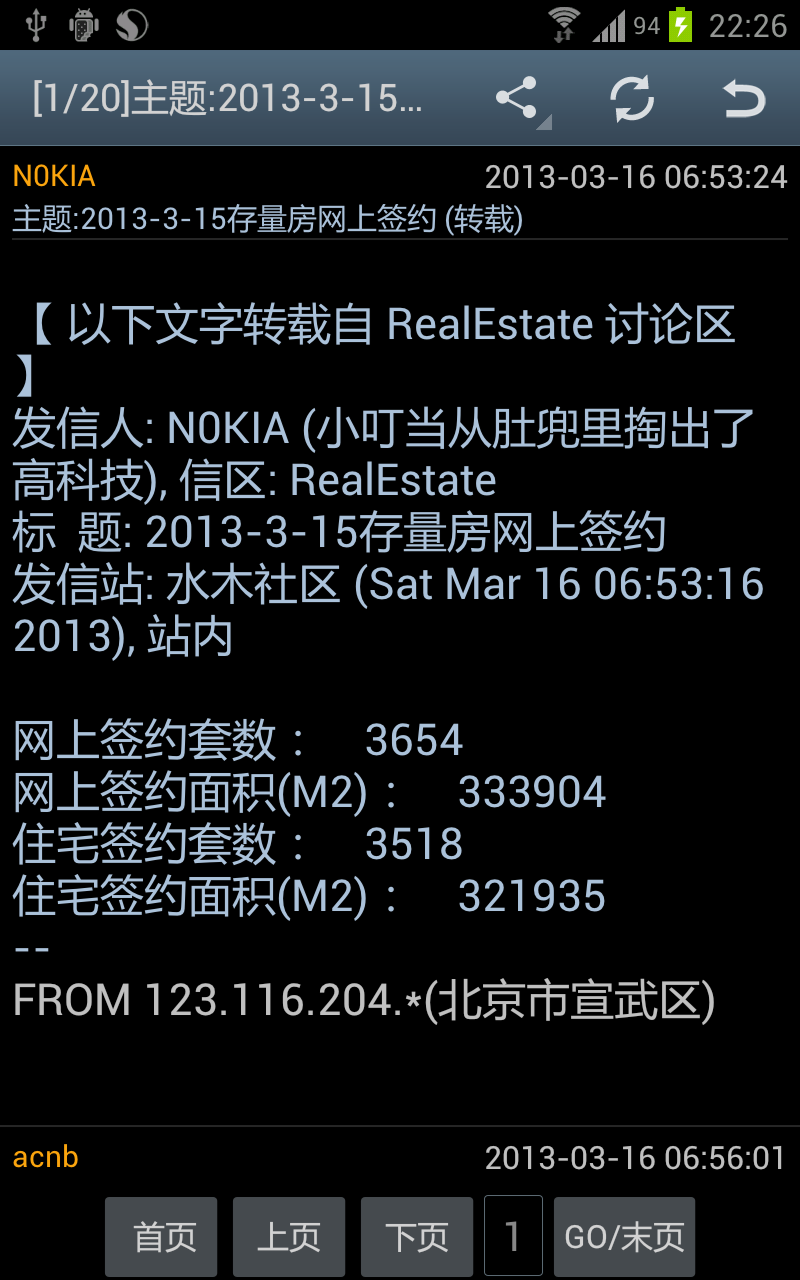 94 22:26
[1/20]主题:2013-3-15...
N0KIA 2013-03-16 06:53:24
主题:2013-3-15存量房网上签约 (转载)
【 以下文字转载自 RealEstate 讨论区
】
发信人: N0KIA (小叮当从肚兜里掏出了
高科技), 信区: RealEstate
标 题: 2013-3-15存量房网上签约
发信站: 水木社区 (Sat Mar 16 06:53:16
2013), 站内
网上签约套数 : 3654
网上签约面积(M2) : 333904
住宅签约套数 : 3518
住宅签约面积(M2) : 321935
--
FROM 123.116.204.*(北京市宣武区)
acnb 2013-03-16 06:56:01
首页 上页 下页 1 GO/末页